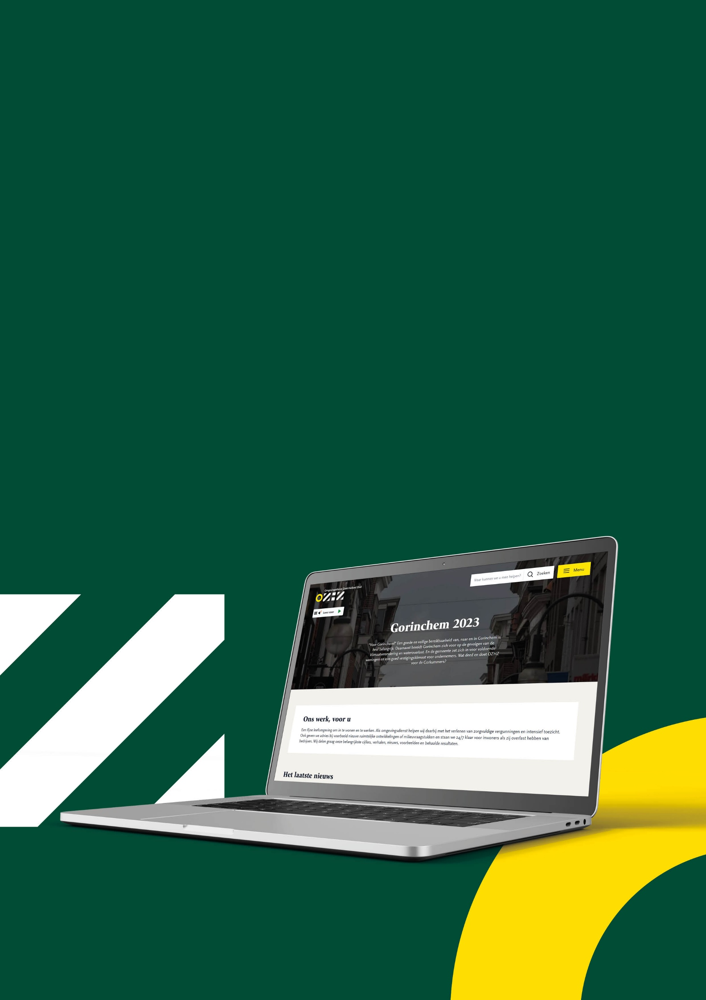 Waar kunnen we u mee helpen? Zoeken Menu
Omgevingsdienst Zuid-Holland Zuid
OZHZ
Lees voor
Gorinchem 2023
"Voor Gorinchem!" Een goede en veilige bereikbaarheid van, naar en in Gorinchem is
heel belangrijk. Daarnaast bereidt Gorinchem zich voor op de gevolgen van de
klimaatverandering en wateroverlast. En de gemeente zet zich in voor voldoende
woningen en een goed vestigingsklimaat voor ondernemers. Wat deed en doet OZHZ
voor de Gorkummers?
Ons werk, voor u
Een fijne leefomgeving om in te wonen en te werken. Als omgevingsdienst helpen wij daarbij met het verlenen van zorgvuldige vergunningen en intensief toezicht.
Ook geven we advies bij voorbeeld nieuwe ruimtelijke ontwikkelingen of milieuvraagstukken en staan we 24/7 klaar voor inwoners als zij overlast hebben van
bedrijven. Wij delen graag onze belangrijkste cijfers, verhalen, nieuws, voorbeelden en behaalde resultaten.
Het laatste nieuws